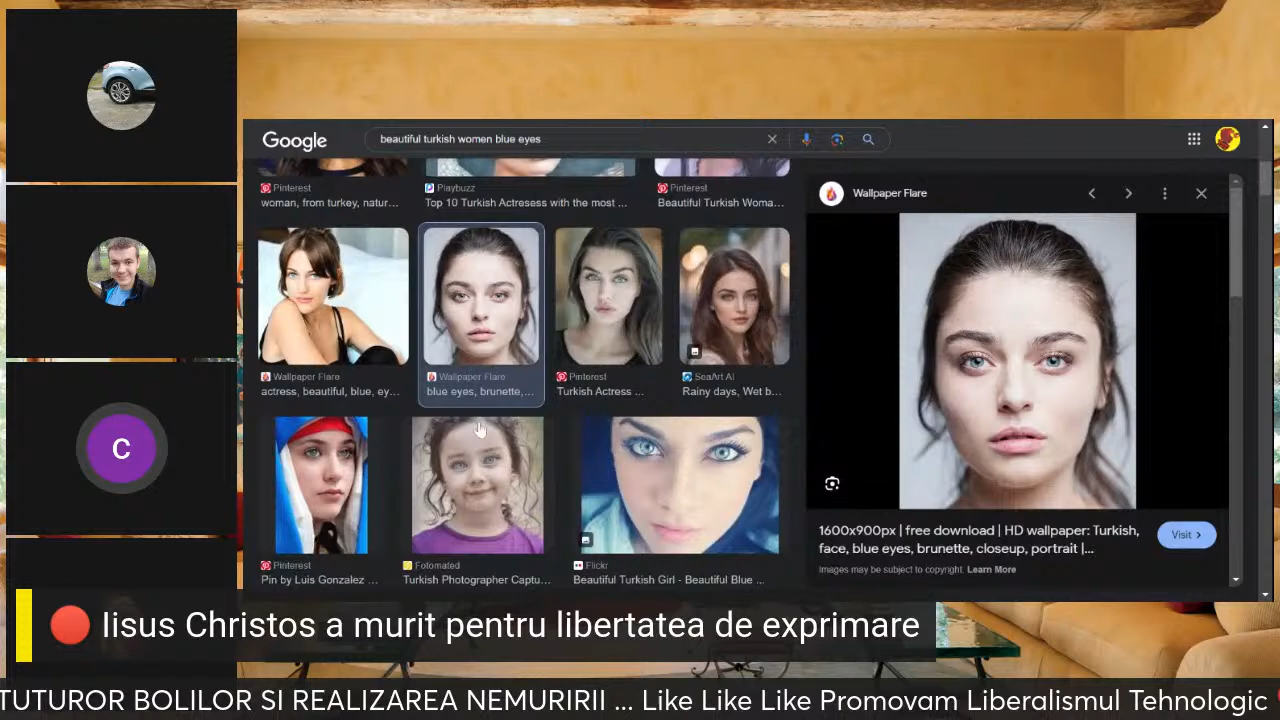 Google
beautiful turkish women blue eyes
Pinterest
woman, from turkey, natur...
Playbuzz
Top 10 Turkish Actresess with the most ...
Pinterest
Beautiful Turkish Woma...
Wallpaper Flare
Wallpaper Flare
actress, beautiful, blue, ey...
Wallpaper Flare
blue eyes, brunette,...
Pinterest
Turkish Actress ...
SeaArt AI
Rainy days, Wet b...
C
Pinterest
Pin by Luis Gonzalez ...
Fotomated
Turkish Photographer Captu...
Flickr
Beautiful Turkish Girl - Beautiful Blue ...
1600x900px | free download | HD wallpaper: Turkish,
face, blue eyes, brunette, closeup, portrait |...
Visit
Images may be subject to copyright. Learn More
Iisus Christos a murit pentru libertatea de exprimare
TUTUROR BOLILOR SI REALIZAREA NEMURIRII ... Like Like Like Promovam Liberalismul Tehnologic